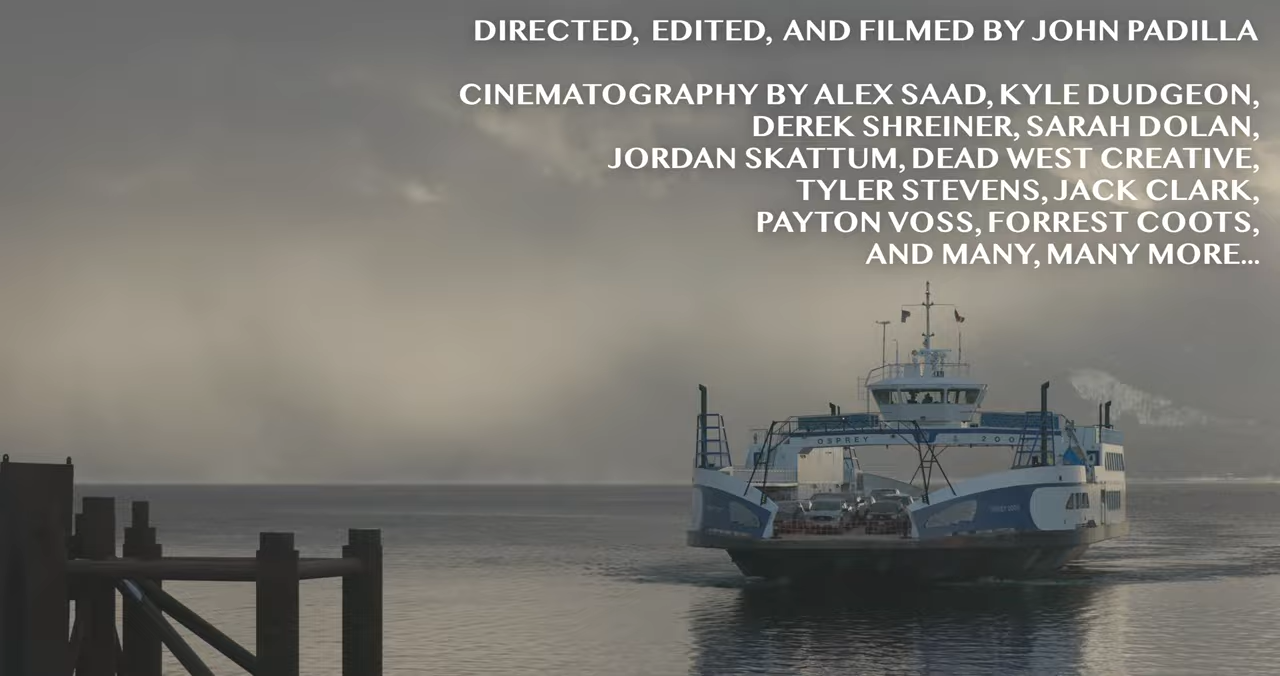 DIRECTED, EDITED, AND FILMED BY JOHN PADILLA
CINEMATOGRAPHY BY ALEX SAAD, KYLE DUDGEON,
DEREK SHREINER, SARAH DOLAN,
JORDAN SKATTUM, DEAD WEST CREATIVE,
TYLER STEVENS, JACK CLARK,
PAYTON VOSS, FORREST COOTS,
AND MANY, MANY MORE...
OSPREY 200